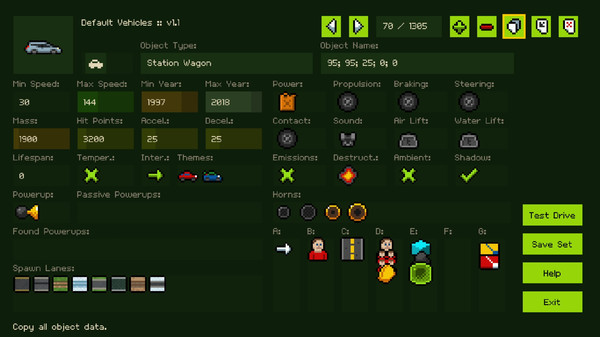 Default Vehicles :: v1.1
70 / 1305
Object Type:
Object Name:
Station Wagon
95; 95; 25; 0; 0
Min Speed:
Max Speed:
Min Year:
Max Year:
Power:
Propulsion:
Braking:
Steering:
30
144
1997
2018
Mass:
Hit Points:
Accel.:
Decel.:
Contact:
Sound:
Air Lift:
Water Lift:
1900
3200
25
25
Lifespan:
Temper.:
Inter.:
Themes:
Emissions:
Destruct.:
Ambient:
Shadow:
0
Powerup:
Passive Powerups:
Horns:
Test Drive
Found Powerups:
A:
B:
C:
D:
E:
F:
G:
Save Set
Spawn Lanes:
Help
Exit
Copy all object data.